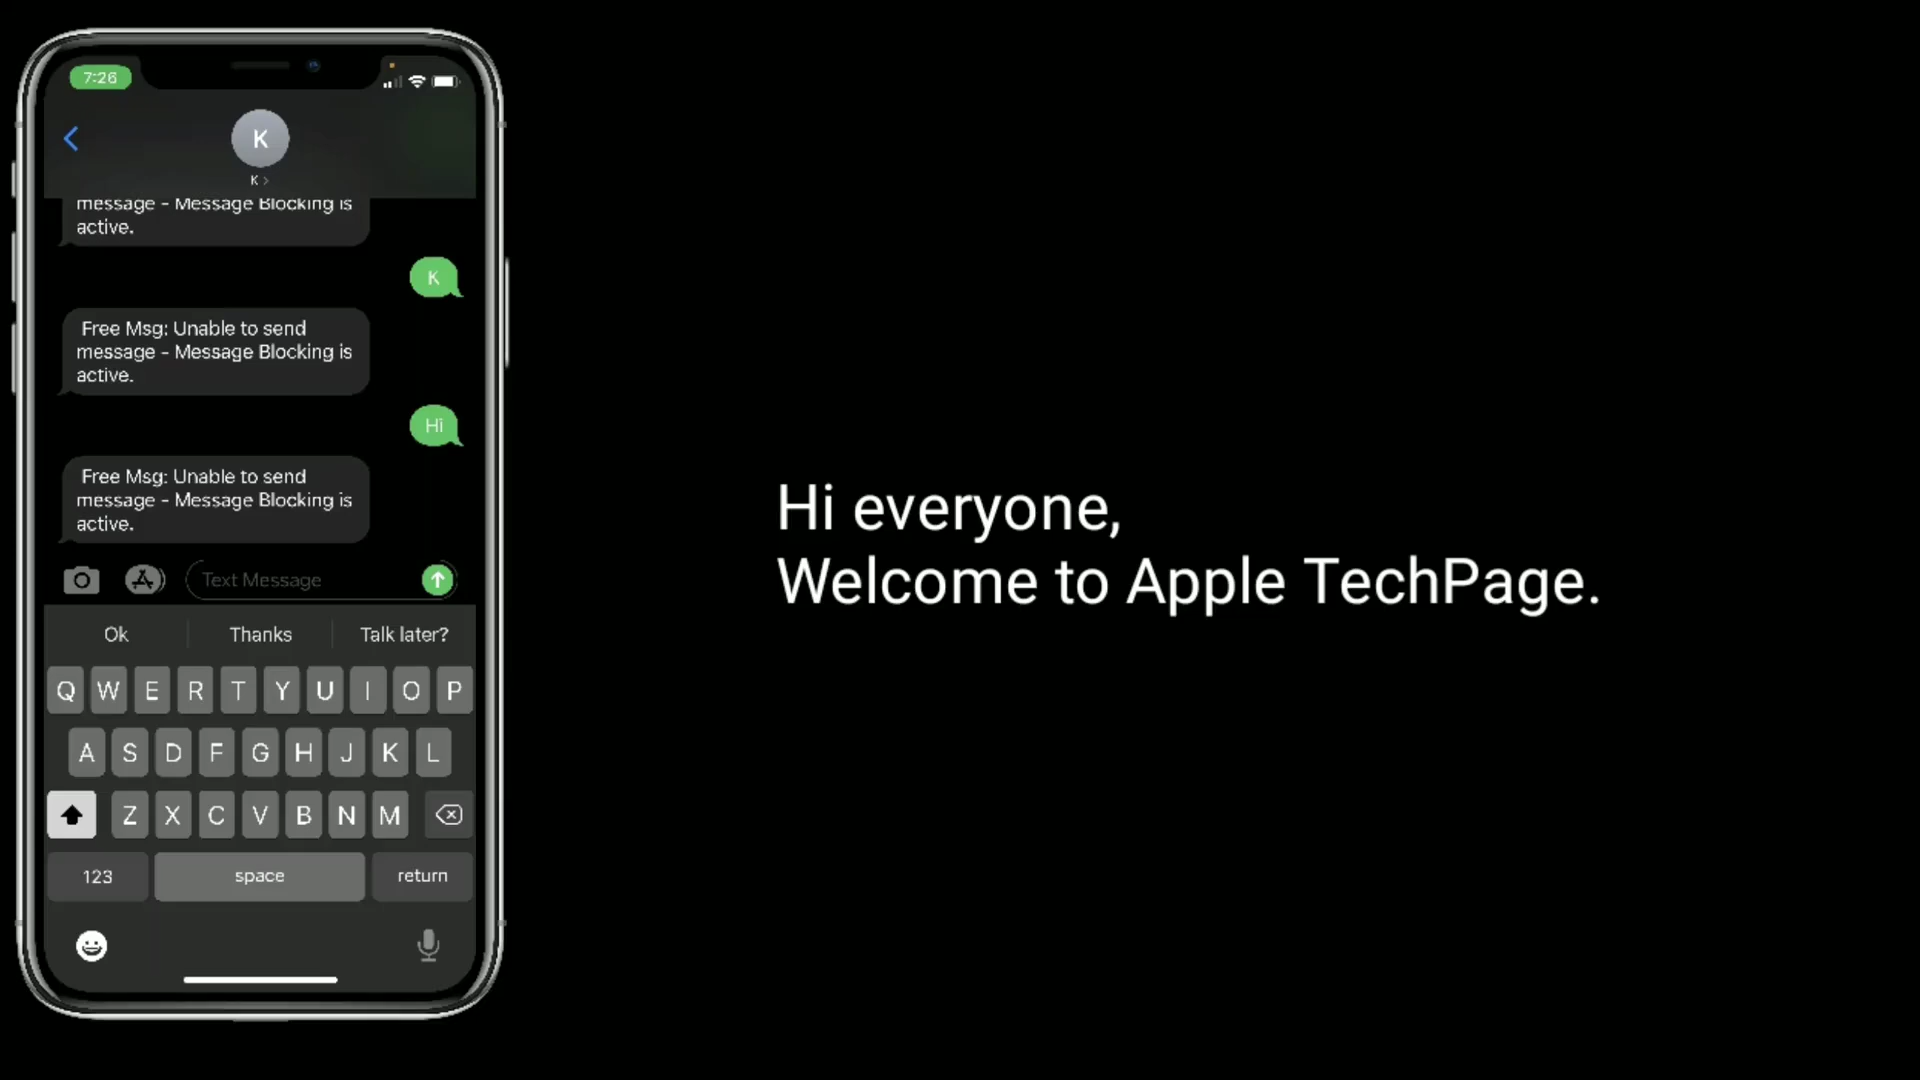 7:26
K
K >
message - Message Blocking is
active.
K
Free Msg: Unable to send
message - Message Blocking is
active.
Hi
Free Msg: Unable to send
message - Message Blocking is
active.
Text Message
Ok Thanks Talk later?
Q W E R T Y U I O P
A S D F G H J K L
Z X C V B N M
123 space return
Hi everyone,
Welcome to Apple TechPage.